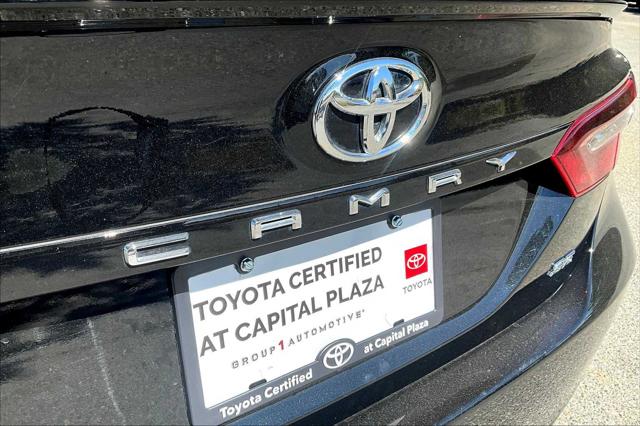 CAMRY
TOYOTA CERTIFIED
AT CAPITAL PLAZA
GROUP 1 AUTOMOTIVE
TOYOTA
Toyota Certified at Capital Plaza